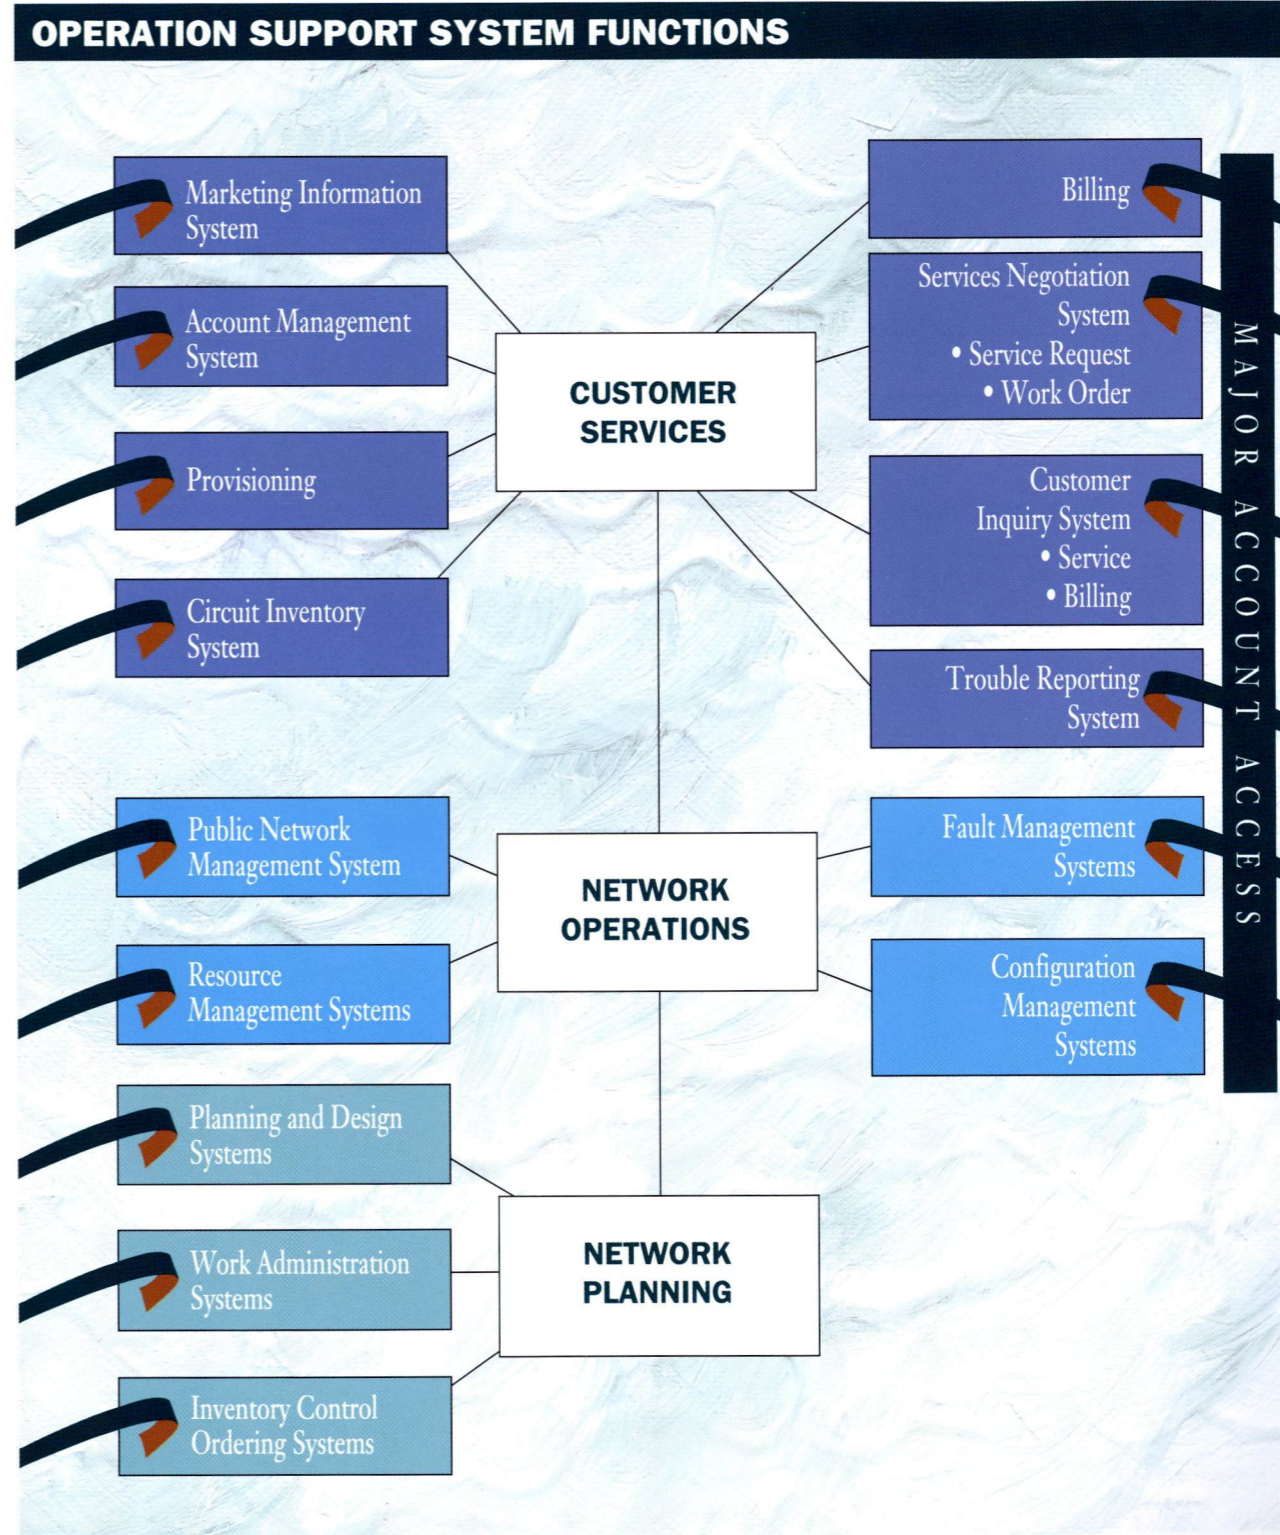 OPERATION SUPPORT SYSTEM FUNCTIONS
Marketing Information
System
Account Management
System
Provisioning
Circuit Inventory
System
CUSTOMER
SERVICES
Billing
Services Negotiation
System
• Service Request
• Work Order
Customer
Inquiry System
• Service
• Billing
Trouble Reporting
System
Public Network
Management System
Resource
Management Systems
NETWORK
OPERATIONS
Fault Management
Systems
Configuration
Management
Systems
Planning and Design
Systems
Work Administration
Systems
Inventory Control
Ordering Systems
NETWORK
PLANNING
MAJOR ACCOUNT ACCESS